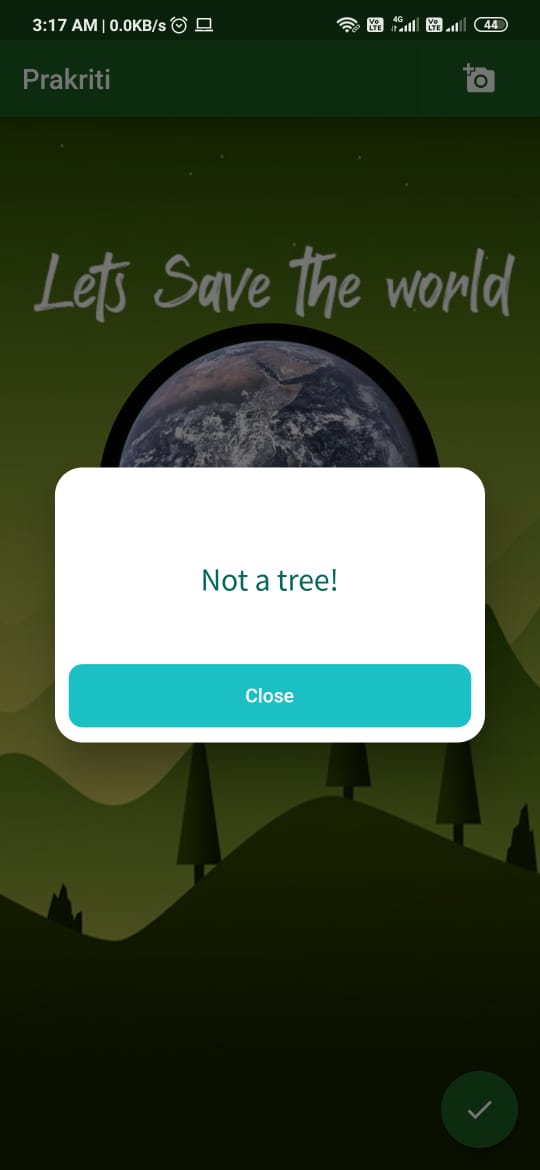 3:17 AM | 0.0KB/s
Vo LTE 4G Vo LTE 44
Prakriti
Lets Save the world
Not a tree!
Close